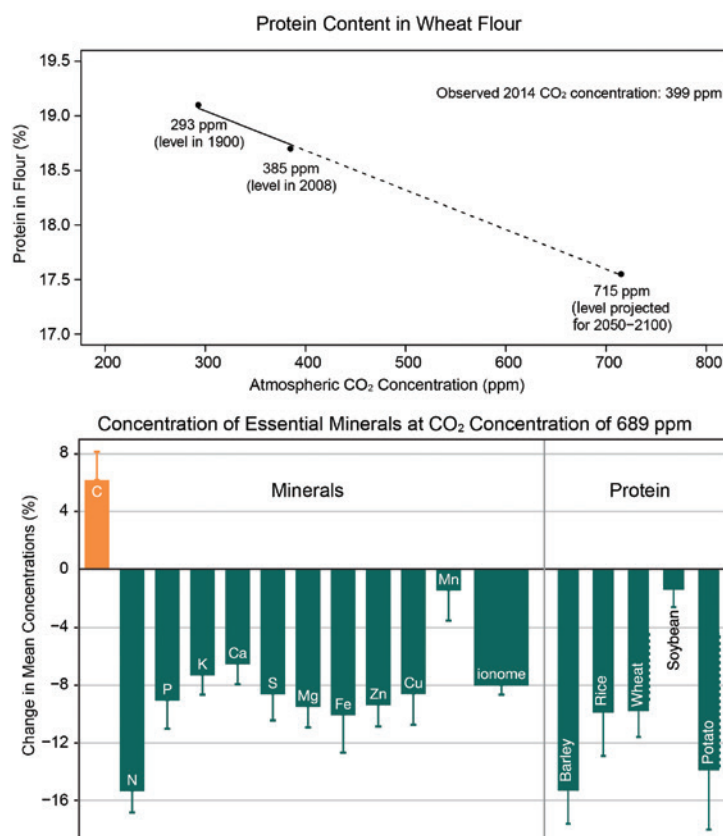 Protein Content in Wheat Flour
19.5
Observed 2014 CO₂ concentration: 399 ppm
19.0
293 ppm
(level in 1900)
18.5
385 ppm
(level in 2008)
18.0
17.5
715 ppm
(level projected
for 2050–2100)
17.0
Protein in Flour (%)
200 300 400 500 600 700 800
Atmospheric CO₂ Concentration (ppm)
Concentration of Essential Minerals at CO₂ Concentration of 689 ppm
8
4
0
−4
−8
−12
−16
Change in Mean Concentrations (%)
Minerals
Protein
C
N
P
K
Ca
S
Mg
Fe
Zn
Cu
Mn
ionome
Barley
Rice
Wheat
Soybean
Potato